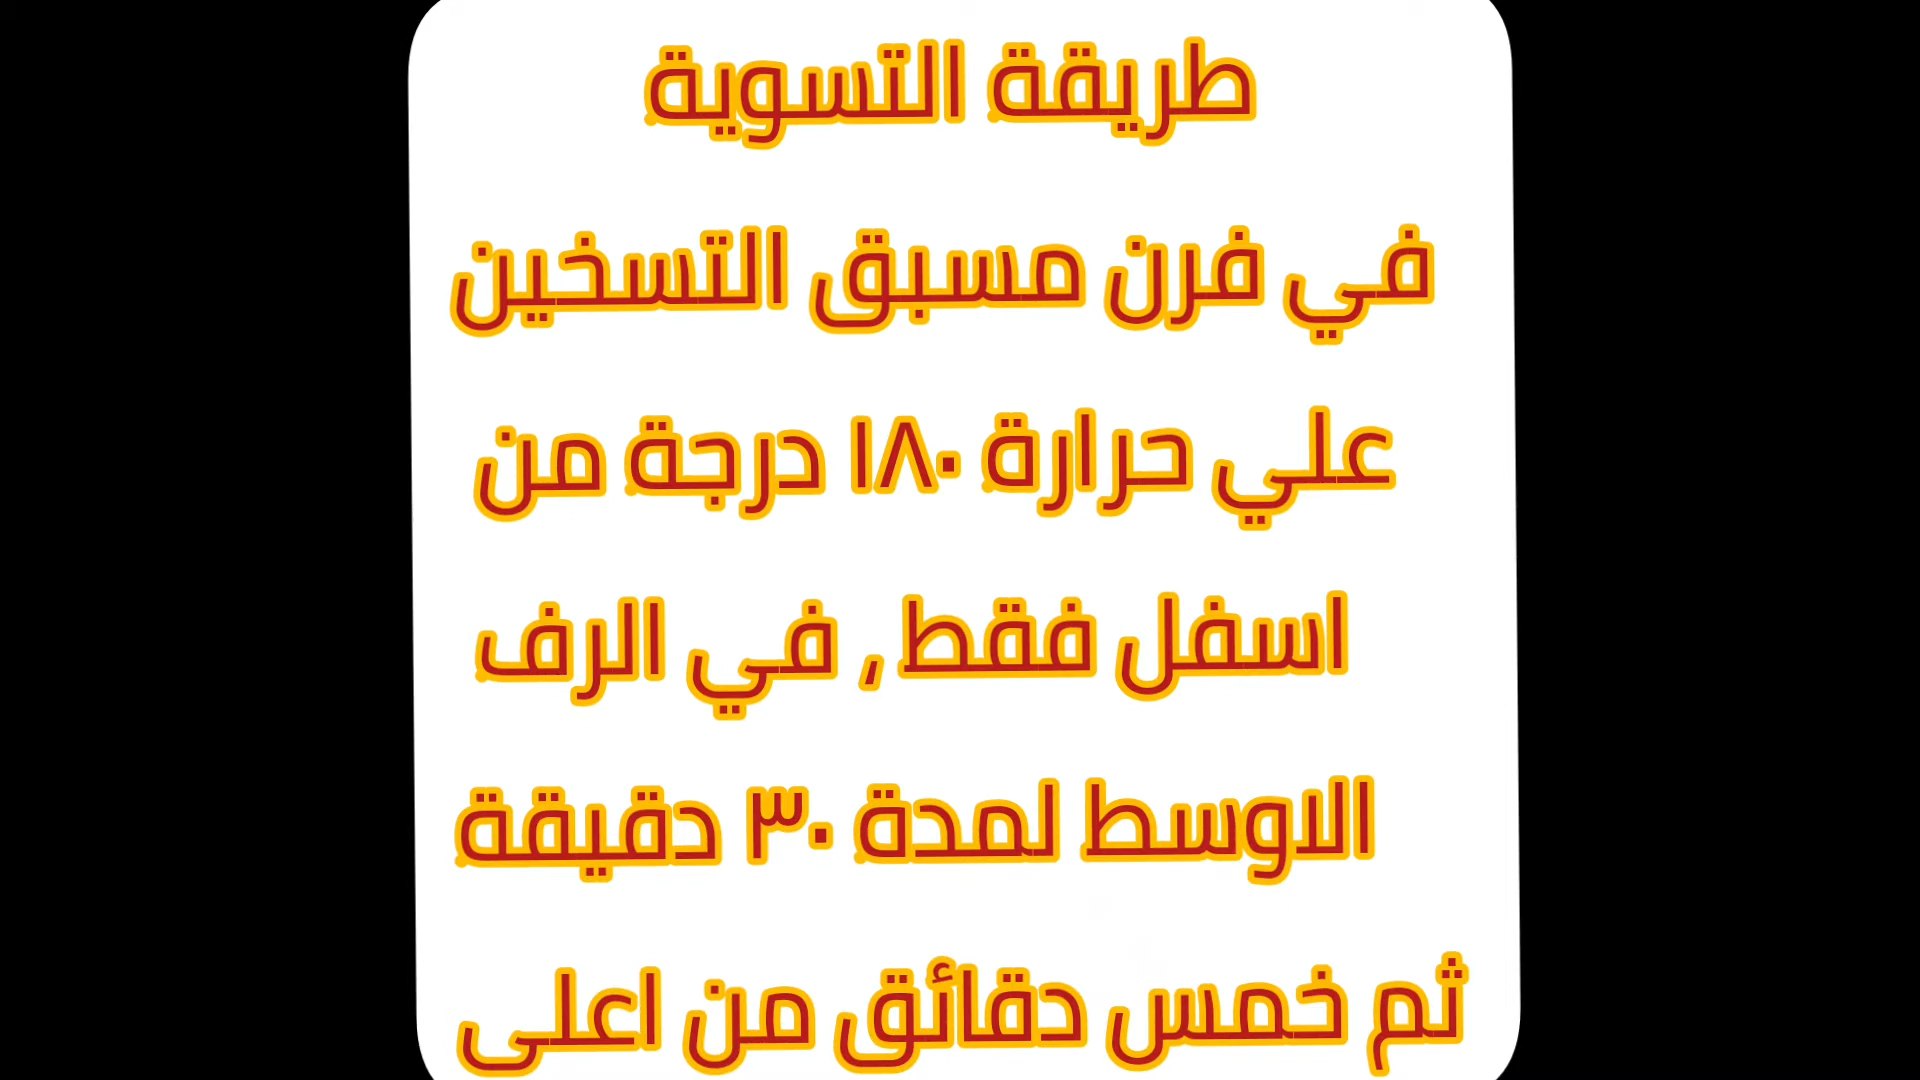 طريقة التسوية
في فرن مسبق التسخين
علي حرارة ١٨٠ درجة من
اسفل فقط , في الرف
الاوسط لمدة ٣٠ دقيقة
ثم خمس دقائق من اعلى